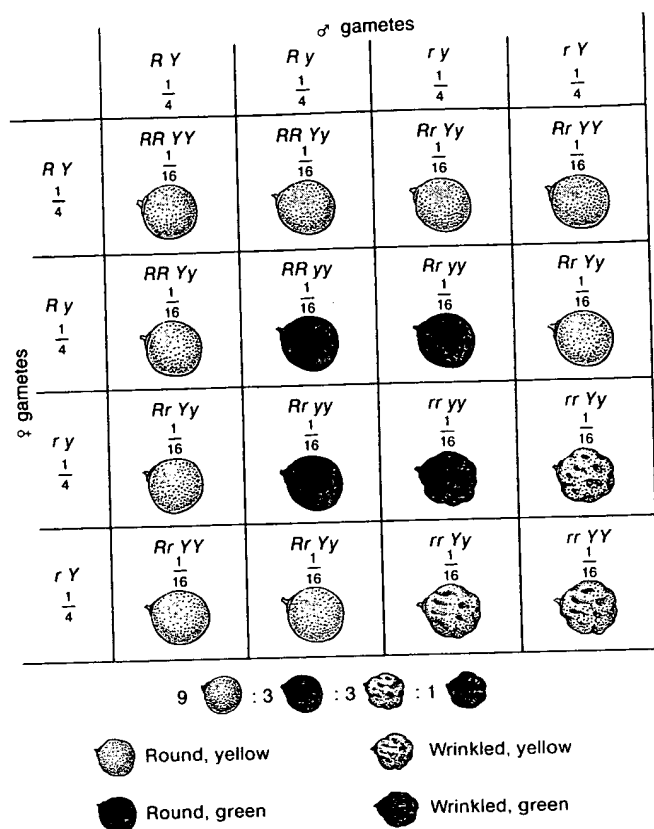 ♂ gametes
R Y R y r y r Y
1/4 1/4 1/4 1/4
RR YY RR Yy Rr Yy Rr YY
R Y 1/16 1/16 1/16 1/16
1/4
RR Yy RR yy Rr yy Rr Yy
R y 1/16 1/16 1/16 1/16
1/4
♀ gametes
Rr Yy Rr yy rr yy rr Yy
r y 1/16 1/16 1/16 1/16
1/4
Rr YY Rr Yy rr Yy rr YY
r Y 1/16 1/16 1/16 1/16
1/4
9 : 3 : 3 : 1
Round, yellow Wrinkled, yellow
Round, green Wrinkled, green